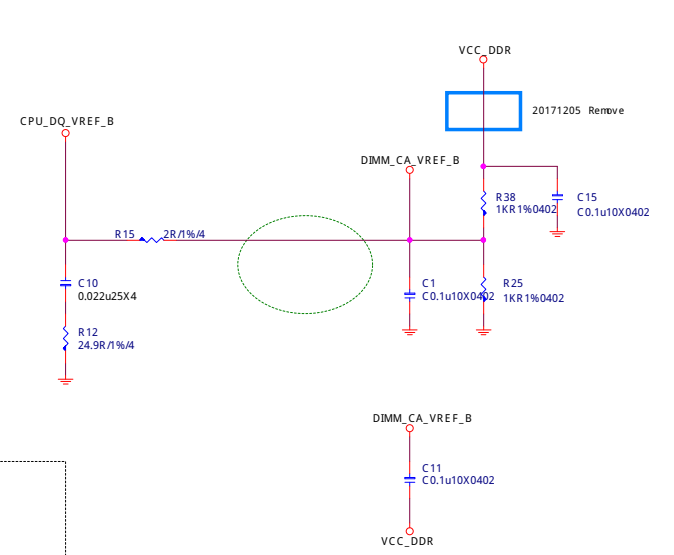 VCC_DDR
20171205 Remove
CPU_DQ_VREF_B
DIMM_CA_VREF_B
R38
1KR1%0402
C15
C0.1u10X0402
R15 2R/1%/4
C10
0.022u25X4
C1
C0.1u10X0402
R25
1KR1%0402
R12
24.9R/1%/4
DIMM_CA_VREF_B
C11
C0.1u10X0402
VCC_DDR